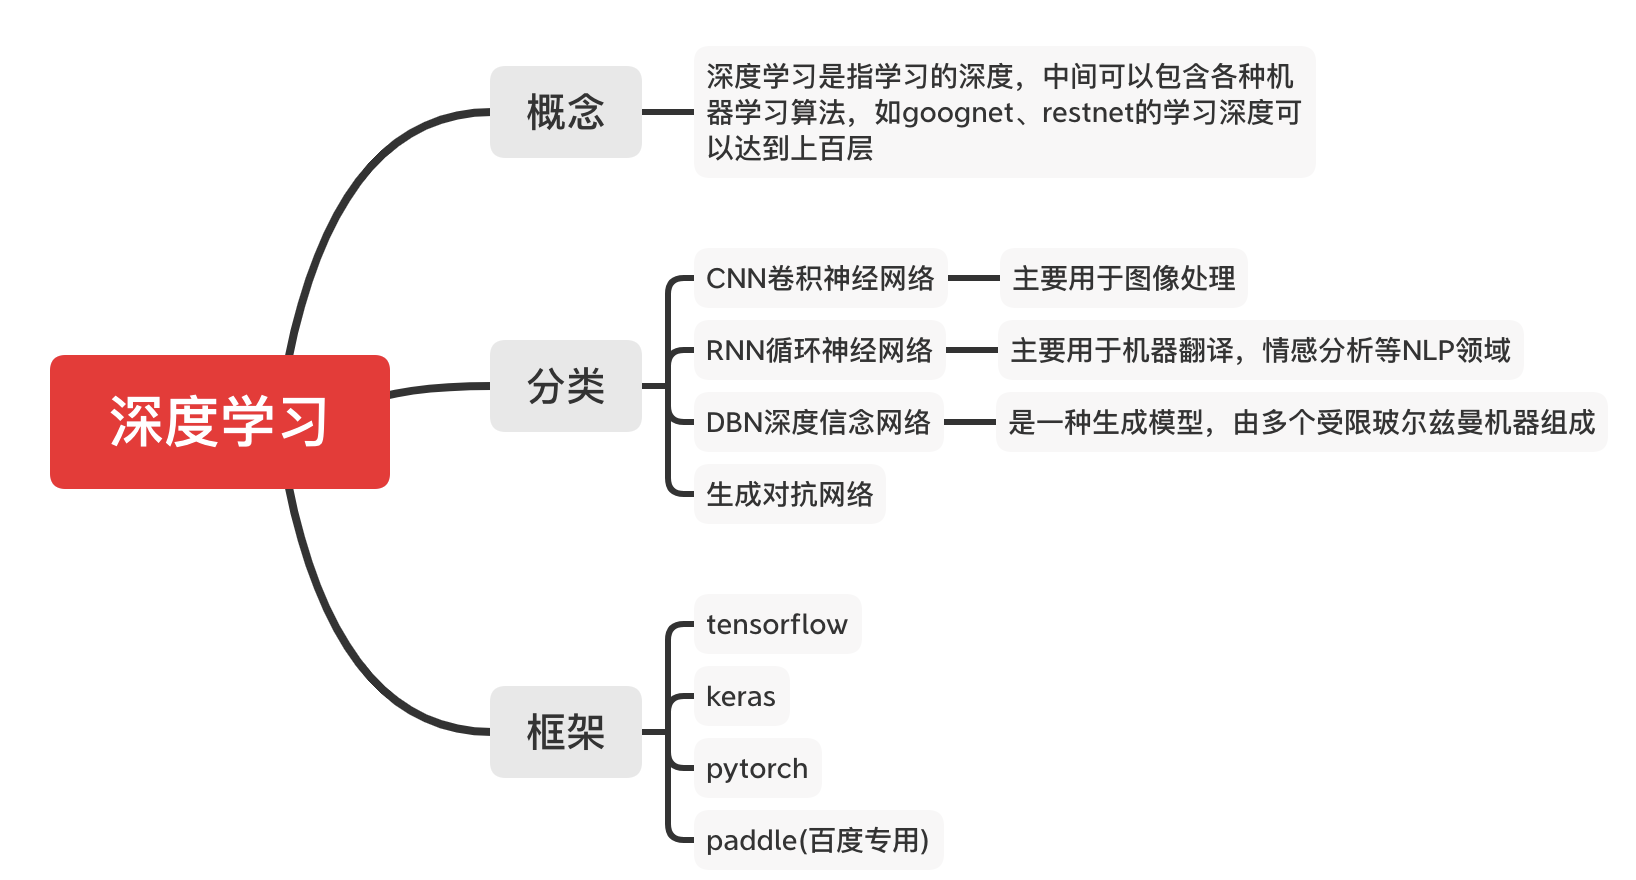 深度学习
概念
深度学习是指学习的深度，中间可以包含各种机
器学习算法，如goognet、restnet的学习深度可
以达到上百层
分类
CNN卷积神经网络
主要用于图像处理
RNN循环神经网络
主要用于机器翻译，情感分析等NLP领域
DBN深度信念网络
是一种生成模型，由多个受限玻尔兹曼机器组成
生成对抗网络
框架
tensorflow
keras
pytorch
paddle(百度专用)